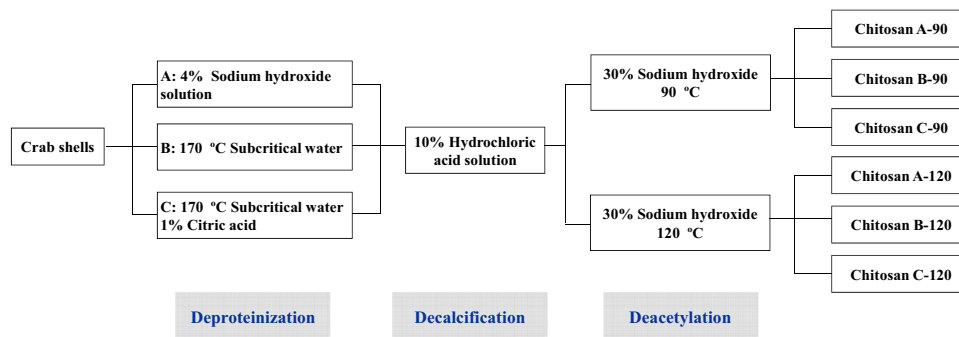 Crab shells
A: 4% Sodium hydroxide
solution
B: 170 ºC Subcritical water
C: 170 ºC Subcritical water
1% Citric acid
10% Hydrochloric
acid solution
30% Sodium hydroxide
90 ºC
30% Sodium hydroxide
120 ºC
Chitosan A-90
Chitosan B-90
Chitosan C-90
Chitosan A-120
Chitosan B-120
Chitosan C-120
Deproteinization
Decalcification
Deacetylation